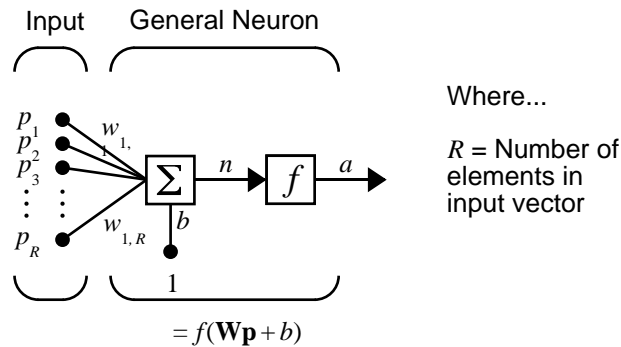 Input General Neuron
p1 w1,1
p2
p3
Σ n f a
b
pR w1, R
1
= f(Wp + b)
Where...
R = Number of
elements in
input vector